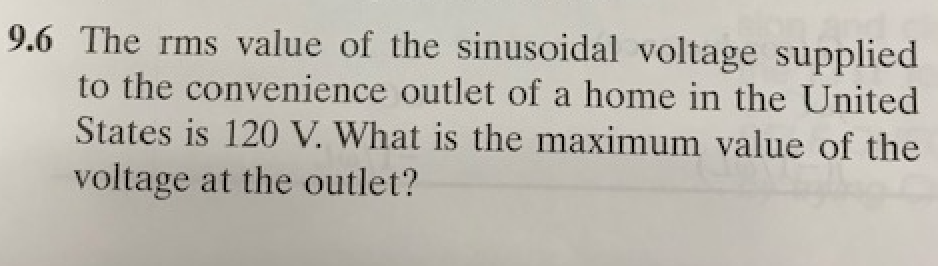 9.6 The rms value of the sinusoidal voltage supplied
to the convenience outlet of a home in the United
States is 120 V. What is the maximum value of the
voltage at the outlet?